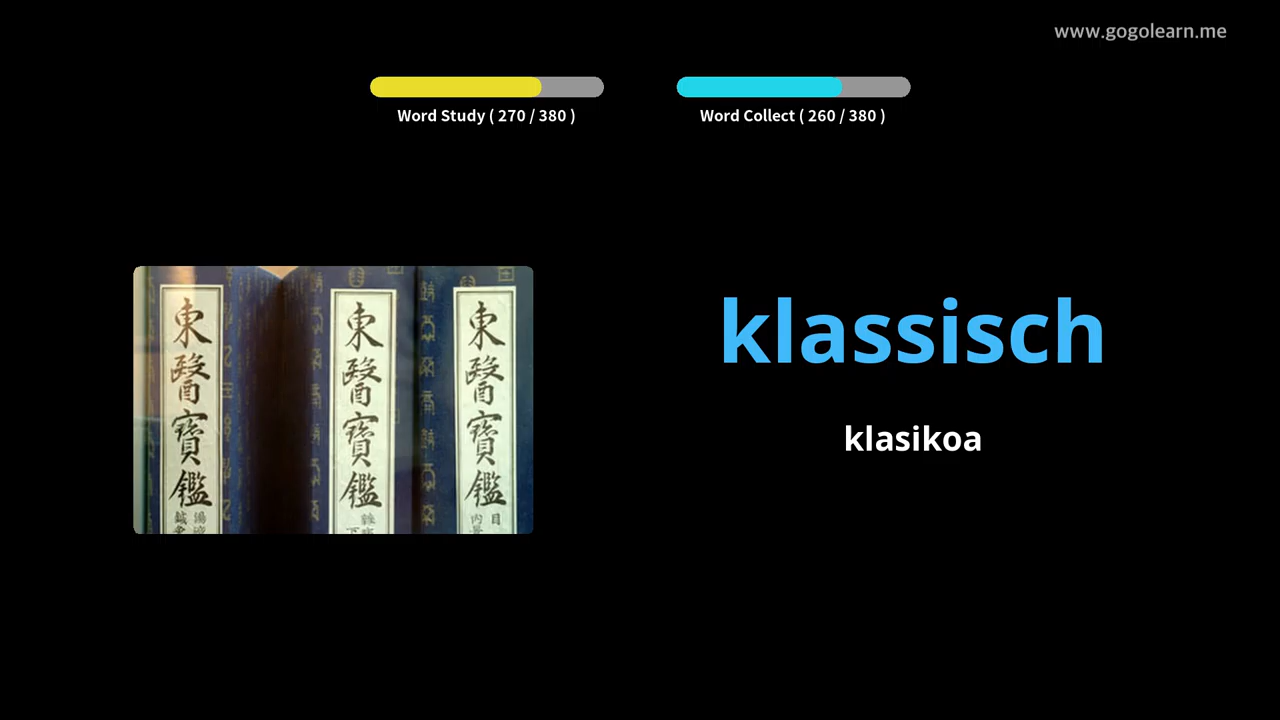 www.gogolearn.me
Word Study ( 270 / 380 )
Word Collect ( 260 / 380 )
東醫寶鑑
東醫寶鑑
東醫寶鑑
klassisch
klasikoa